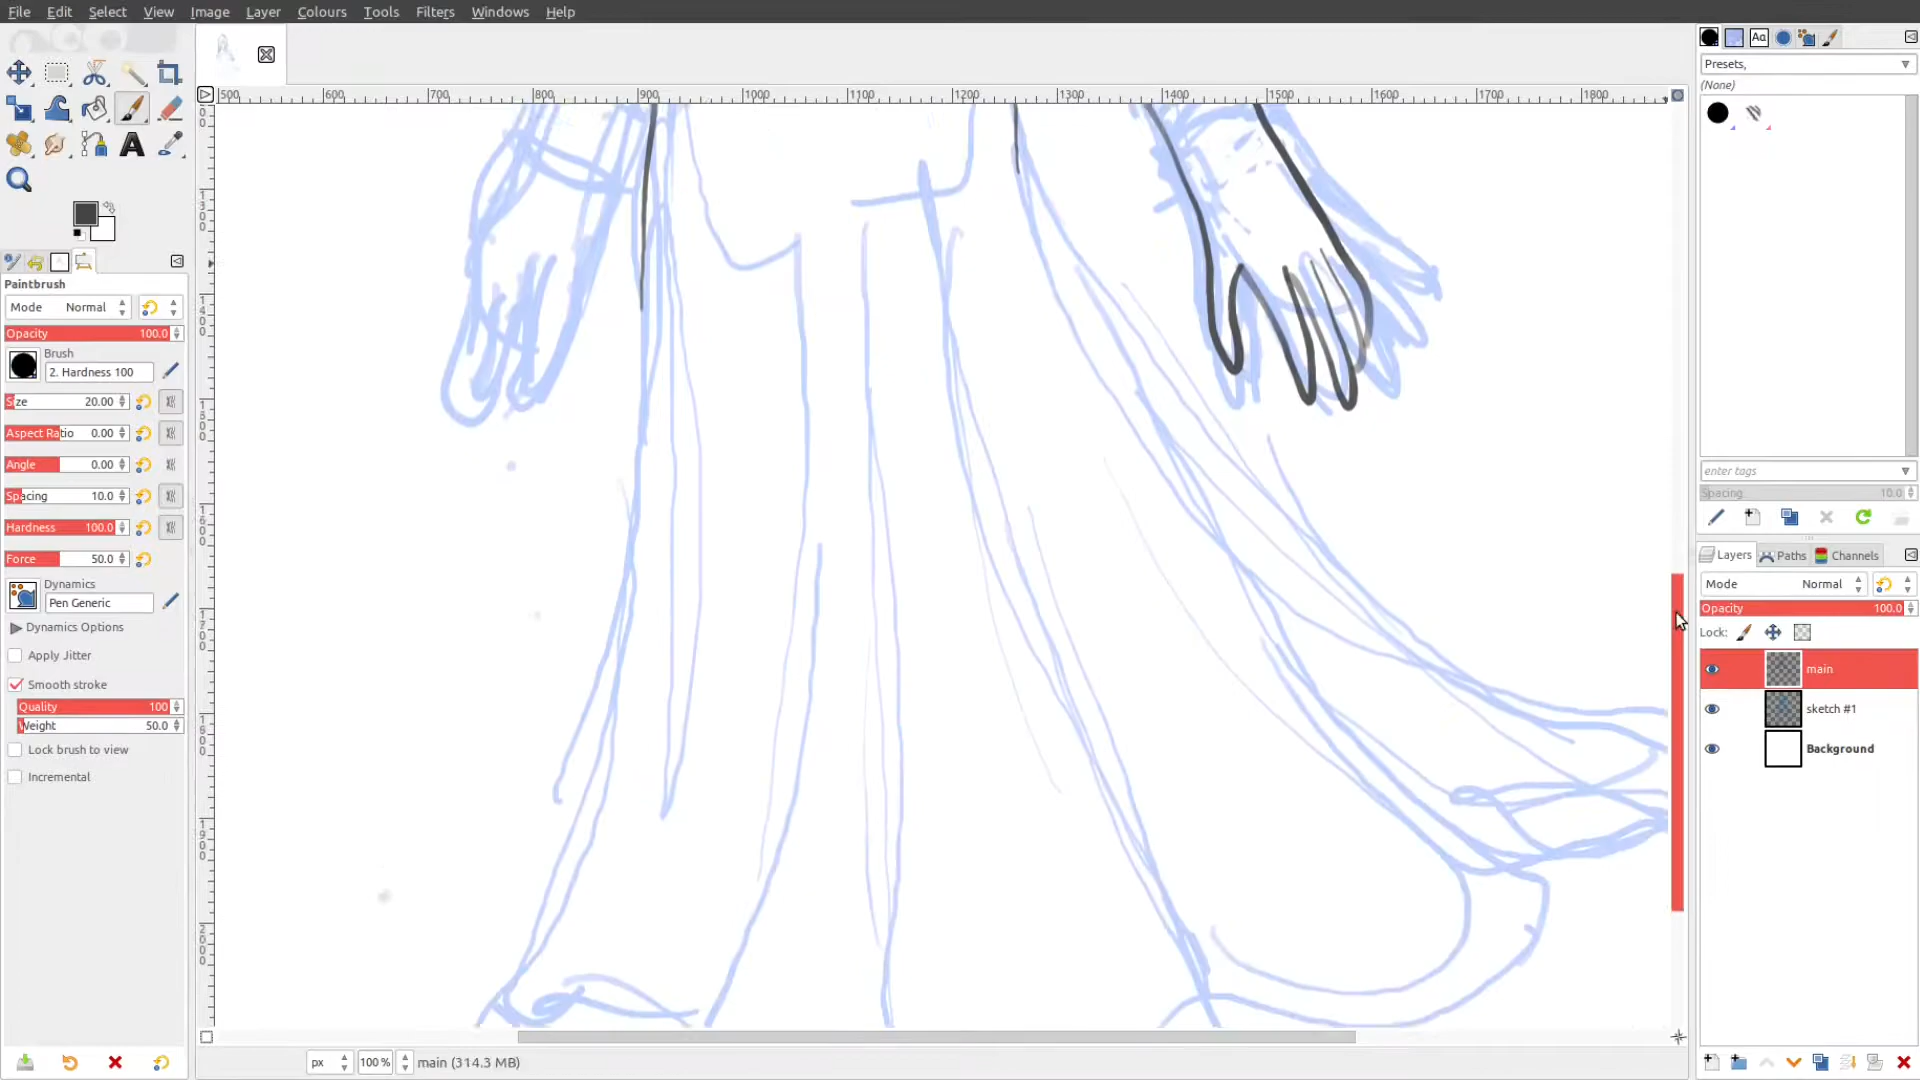 File Edit Select View Image Layer Colours Tools Filters Windows Help
500 600 700 800 900 1000 1100 1200 1300 1400 1500 1600 1700 1800
Presets,
(None)
Paintbrush
Mode Normal
Opacity 100.0
Brush
2. Hardness 100
Size 20.00
Aspect Ratio 0.00
Angle 0.00
Spacing 10.0
Hardness 100.0
Force 50.0
Dynamics
Pen Generic
Dynamics Options
Apply Jitter
Smooth stroke
Quality 100
Weight 50.0
Lock brush to view
Incremental
enter tags
Spacing 10.0
Layers Paths Channels
Mode Normal
Opacity 100.0
Lock:
main
sketch #1
Background
px 100 % main (314.3 MB)